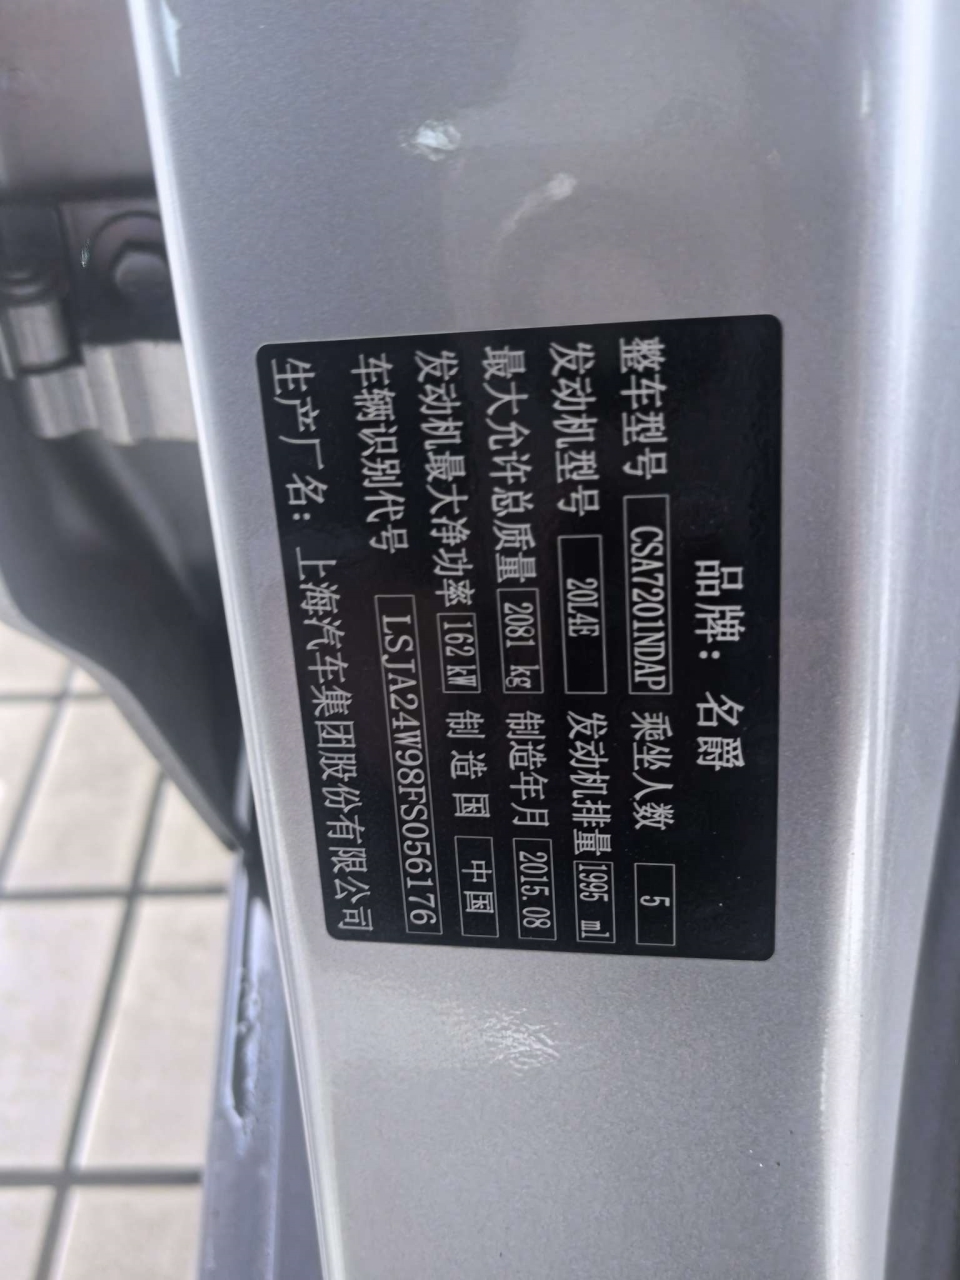 品牌: 名爵
整车型号 CSA7201NDAP 乘坐人数 5
发动机型号 20L4E 发动机排量 1995 ml
最大允许总质量 2081 kg 制造年月 2015.08
发动机最大净功率 162 kW 制造国 中国
车辆识别代号 LSJA24W98FS056176
生产厂名: 上海汽车集团股份有限公司